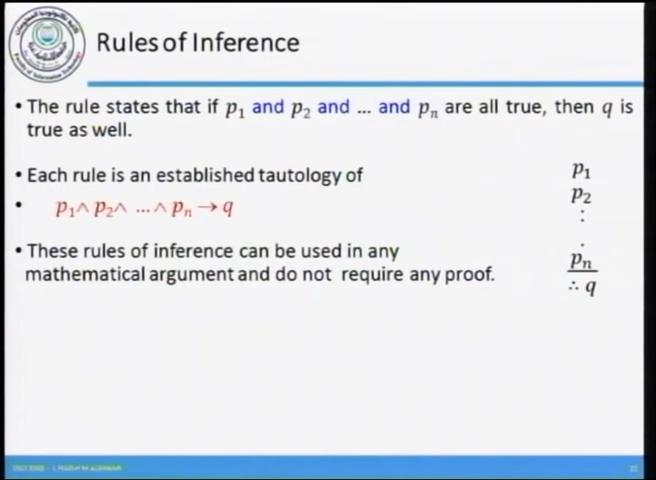 Rules of Inference
• The rule states that if p₁ and p₂ and ... and pₙ are all true, then q is
true as well.
• Each rule is an established tautology of
• p₁∧ p₂∧ ...∧ pₙ → q
• These rules of inference can be used in any
mathematical argument and do not require any proof.
p₁
p₂
:
.
pₙ
∴ q